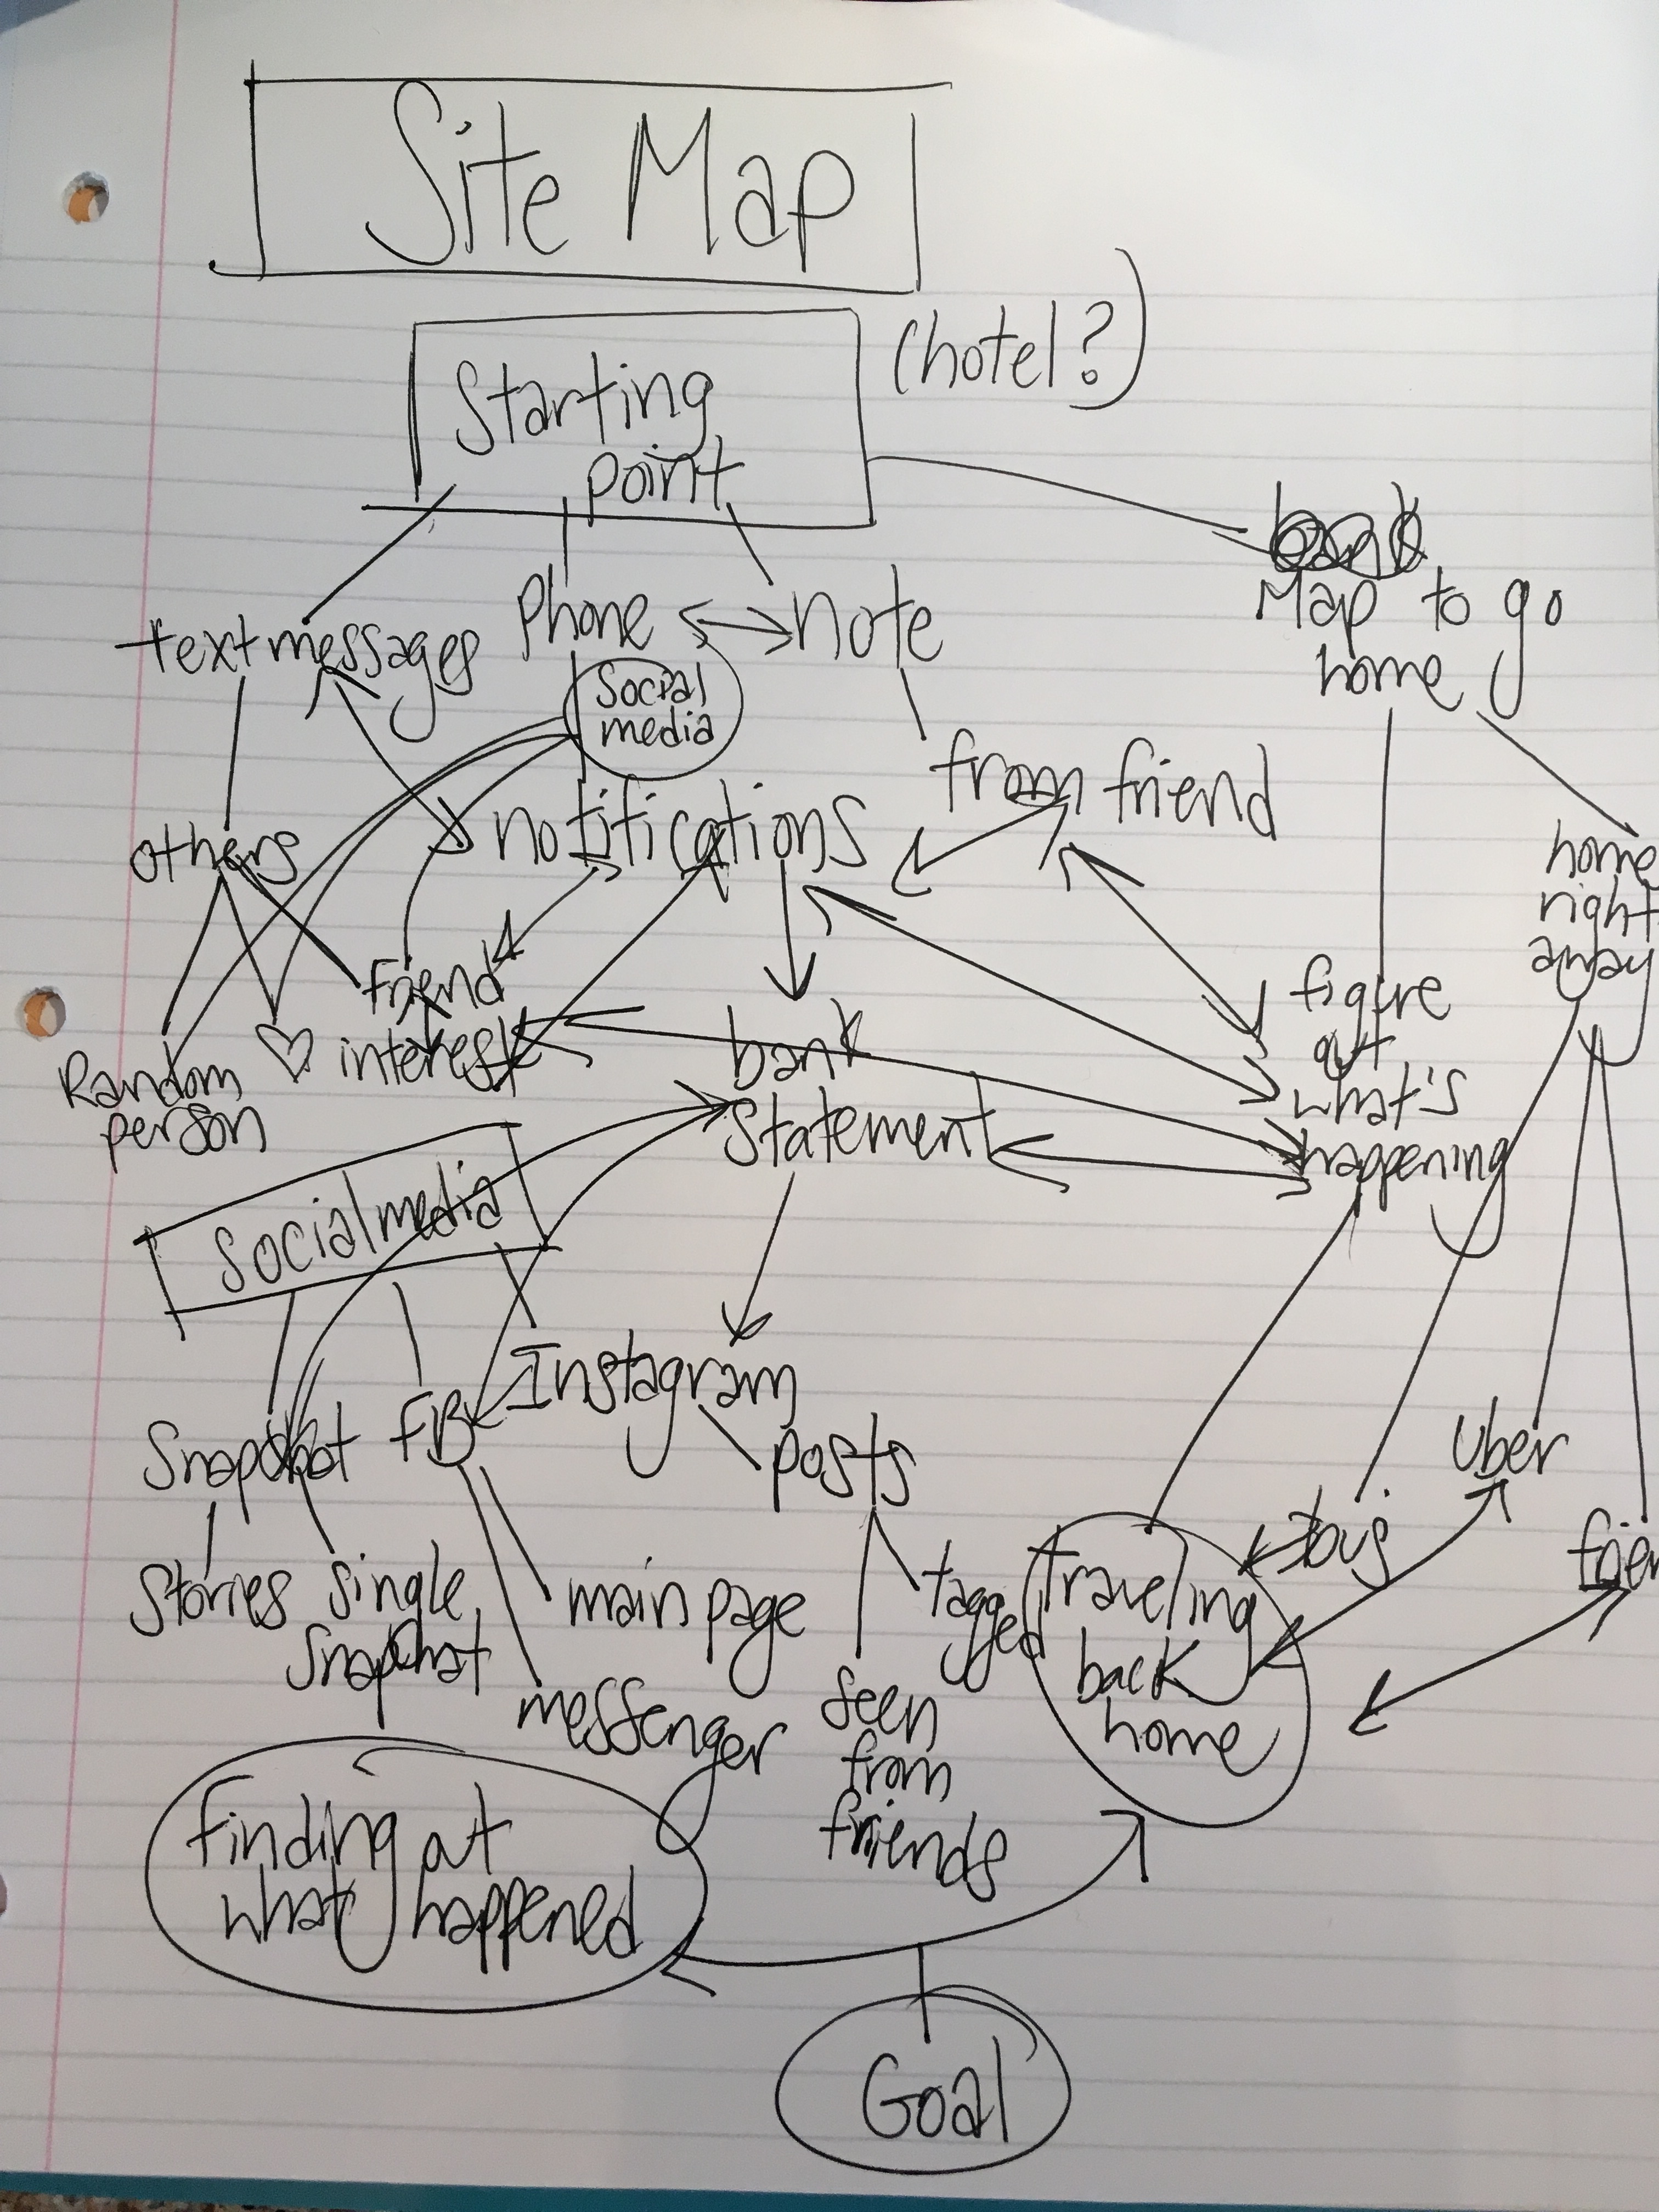 Site Map
(hotel?)
Starting
point
Map to go
home
text messages
Phone
note
Social
media
from friend
notifications
others
home
right
away
friend
figure
out
what's
happening
Random
person
♡ interest
bank
statement
Social media
Instagram
Snapchat
FB
posts
Uber
bus
Stories
single
snapchat
main page
tagged
Traveling
back
home
messenger
seen
from
friends
finding out
what happened
Goal